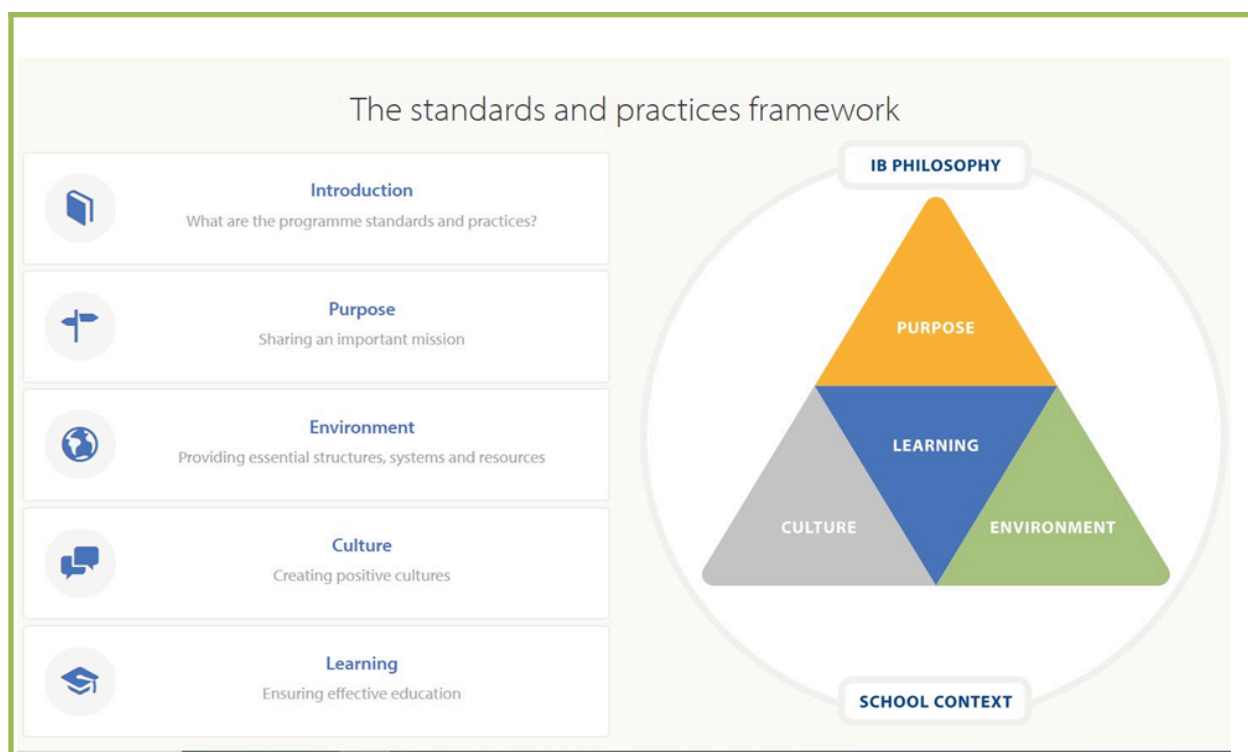 The standards and practices framework
Introduction
What are the programme standards and practices?
Purpose
Sharing an important mission
Environment
Providing essential structures, systems and resources
Culture
Creating positive cultures
Learning
Ensuring effective education
IB PHILOSOPHY
PURPOSE
LEARNING
CULTURE
ENVIRONMENT
SCHOOL CONTEXT